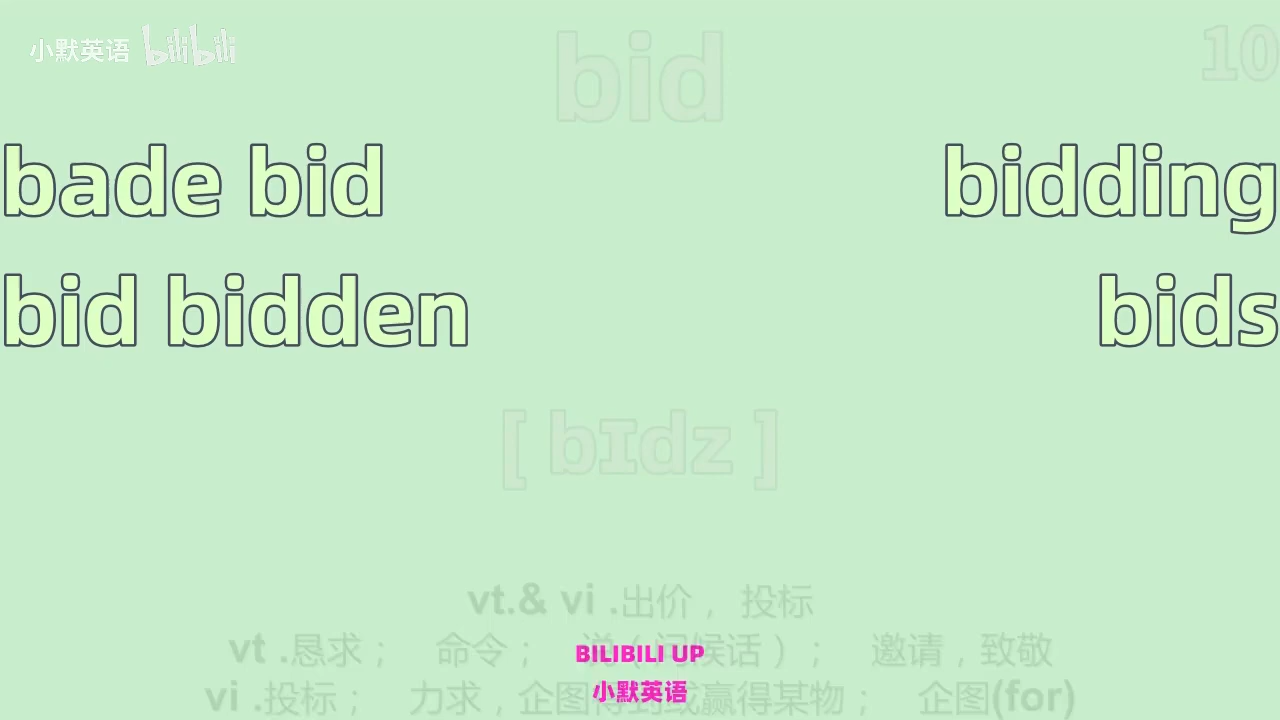 小默英语 bilibili
bid
10
bade bid
bidding
bid bidden
bids
[ bɪdz ]
vt.& vi .出价， 投标
vt .恳求； 命令； 说（问候话）； 邀请，致敬
BILIBILI UP
vi .投标； 力求，企图得到或赢得某物； 企图(for)
小默英语